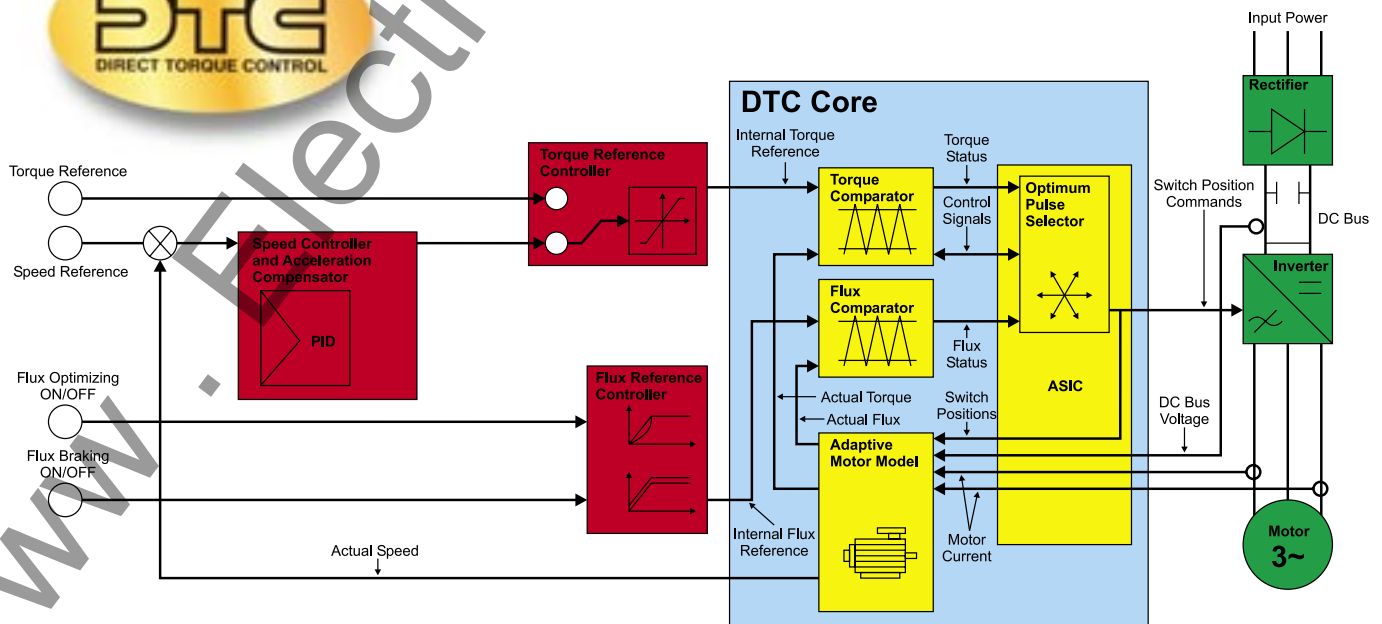 DTC
DIRECT TORQUE CONTROL
www . Electr
Input Power
Rectifier
DTC Core
Internal Torque
Reference
Torque
Status
Torque Reference
Controller
Torque Reference
Torque
Comparator
Optimum
Pulse
Selector
Switch Position
Commands
Control
Signals
DC Bus
Speed Reference
Speed Controller
and Acceleration
Compensator
PID
Inverter
Flux
Comparator
Flux
Status
ASIC
Flux Optimizing
ON/OFF
Flux Reference
Controller
Actual Torque
Actual Flux
Switch
Positions
DC Bus
Voltage
Flux Braking
ON/OFF
Adaptive
Motor Model
Internal Flux
Reference
Motor
Current
Actual Speed
Motor
3~